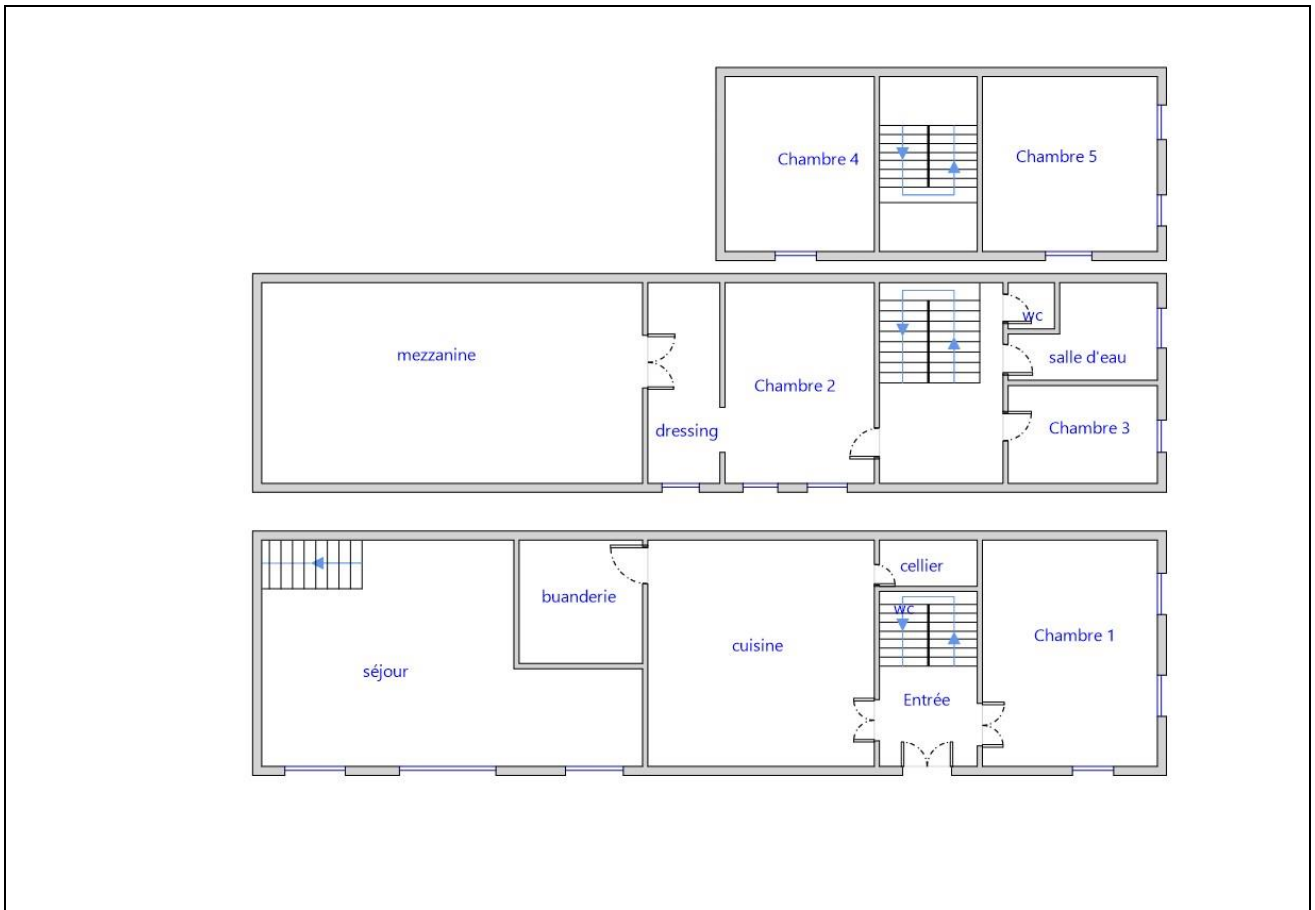 Chambre 4
Chambre 5
mezzanine
wc
salle d'eau
Chambre 2
dressing
Chambre 3
cellier
buanderie
wc
Chambre 1
cuisine
séjour
Entrée